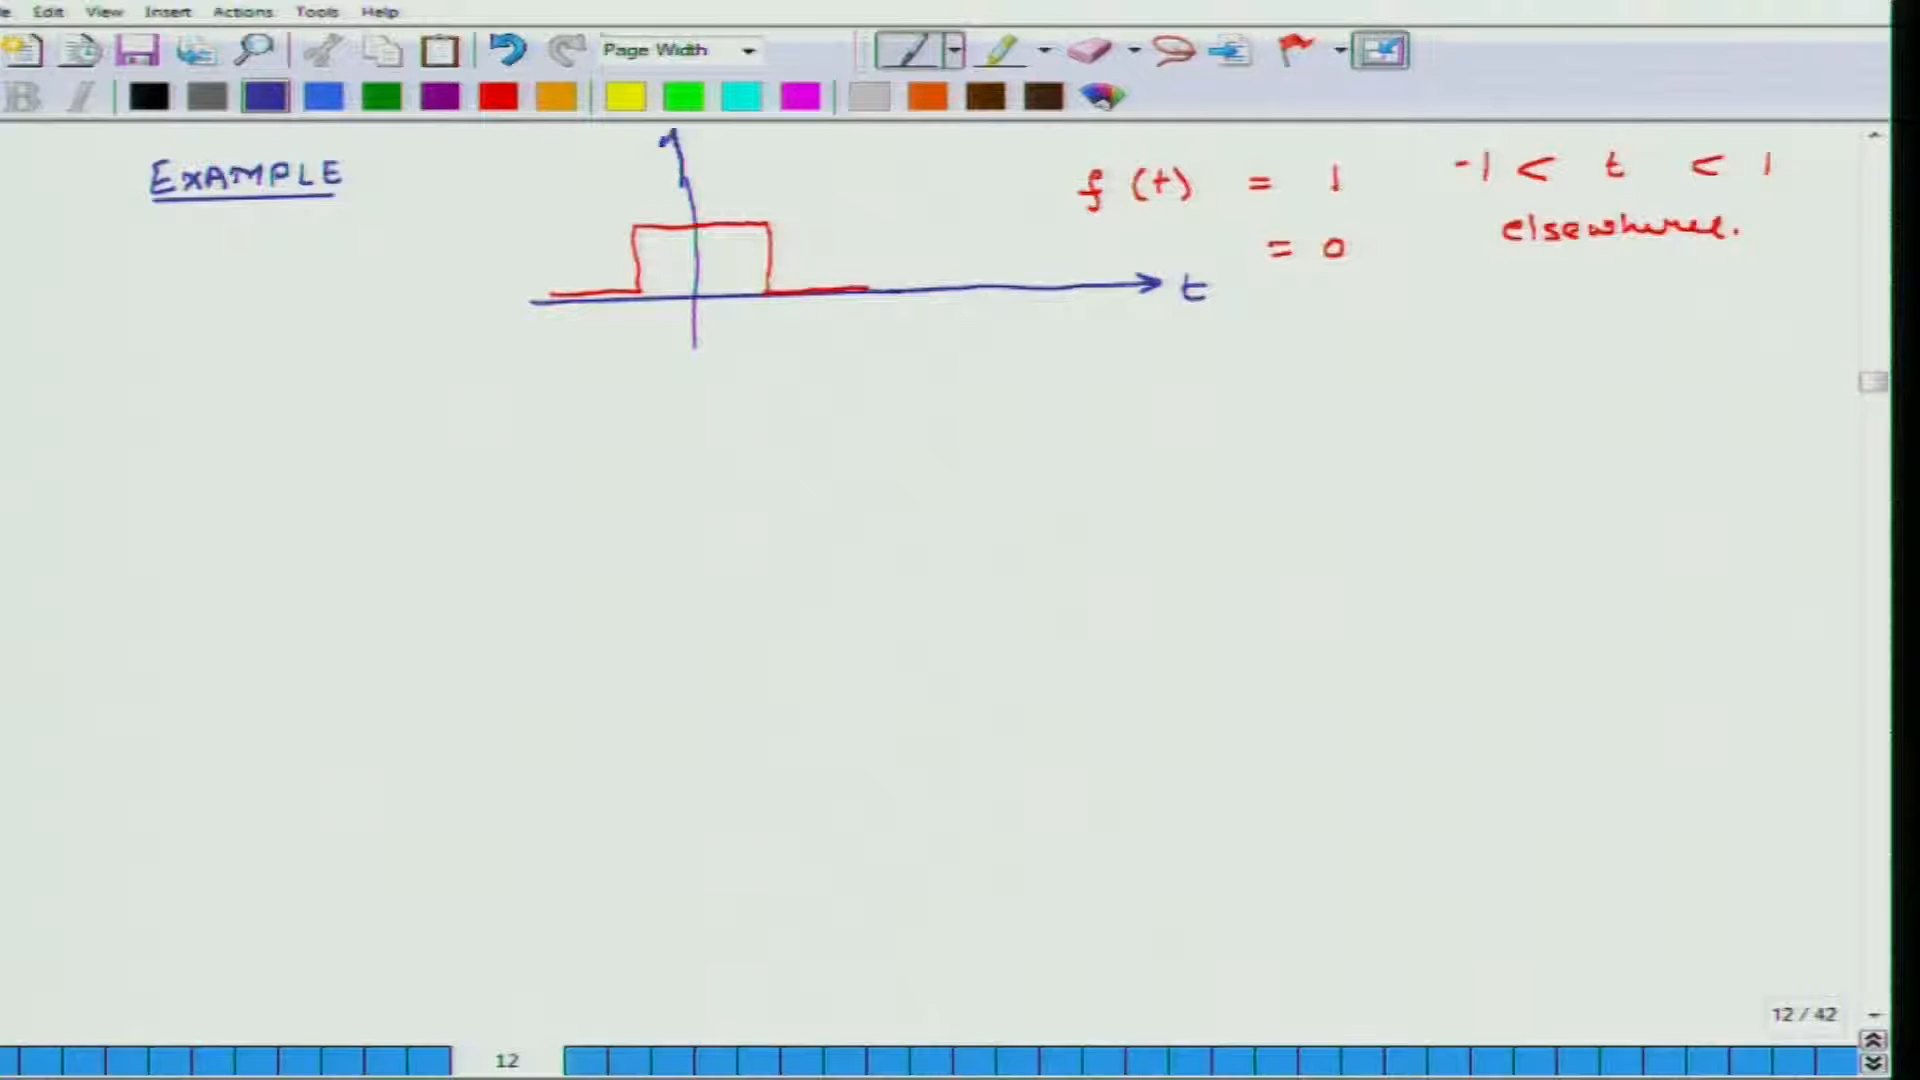 Edit View Insert Actions Tools Help
Page Width
EXAMPLE
f (t) = 1 -1 < t < 1
= 0 elsewhere.
t
12 / 42
12